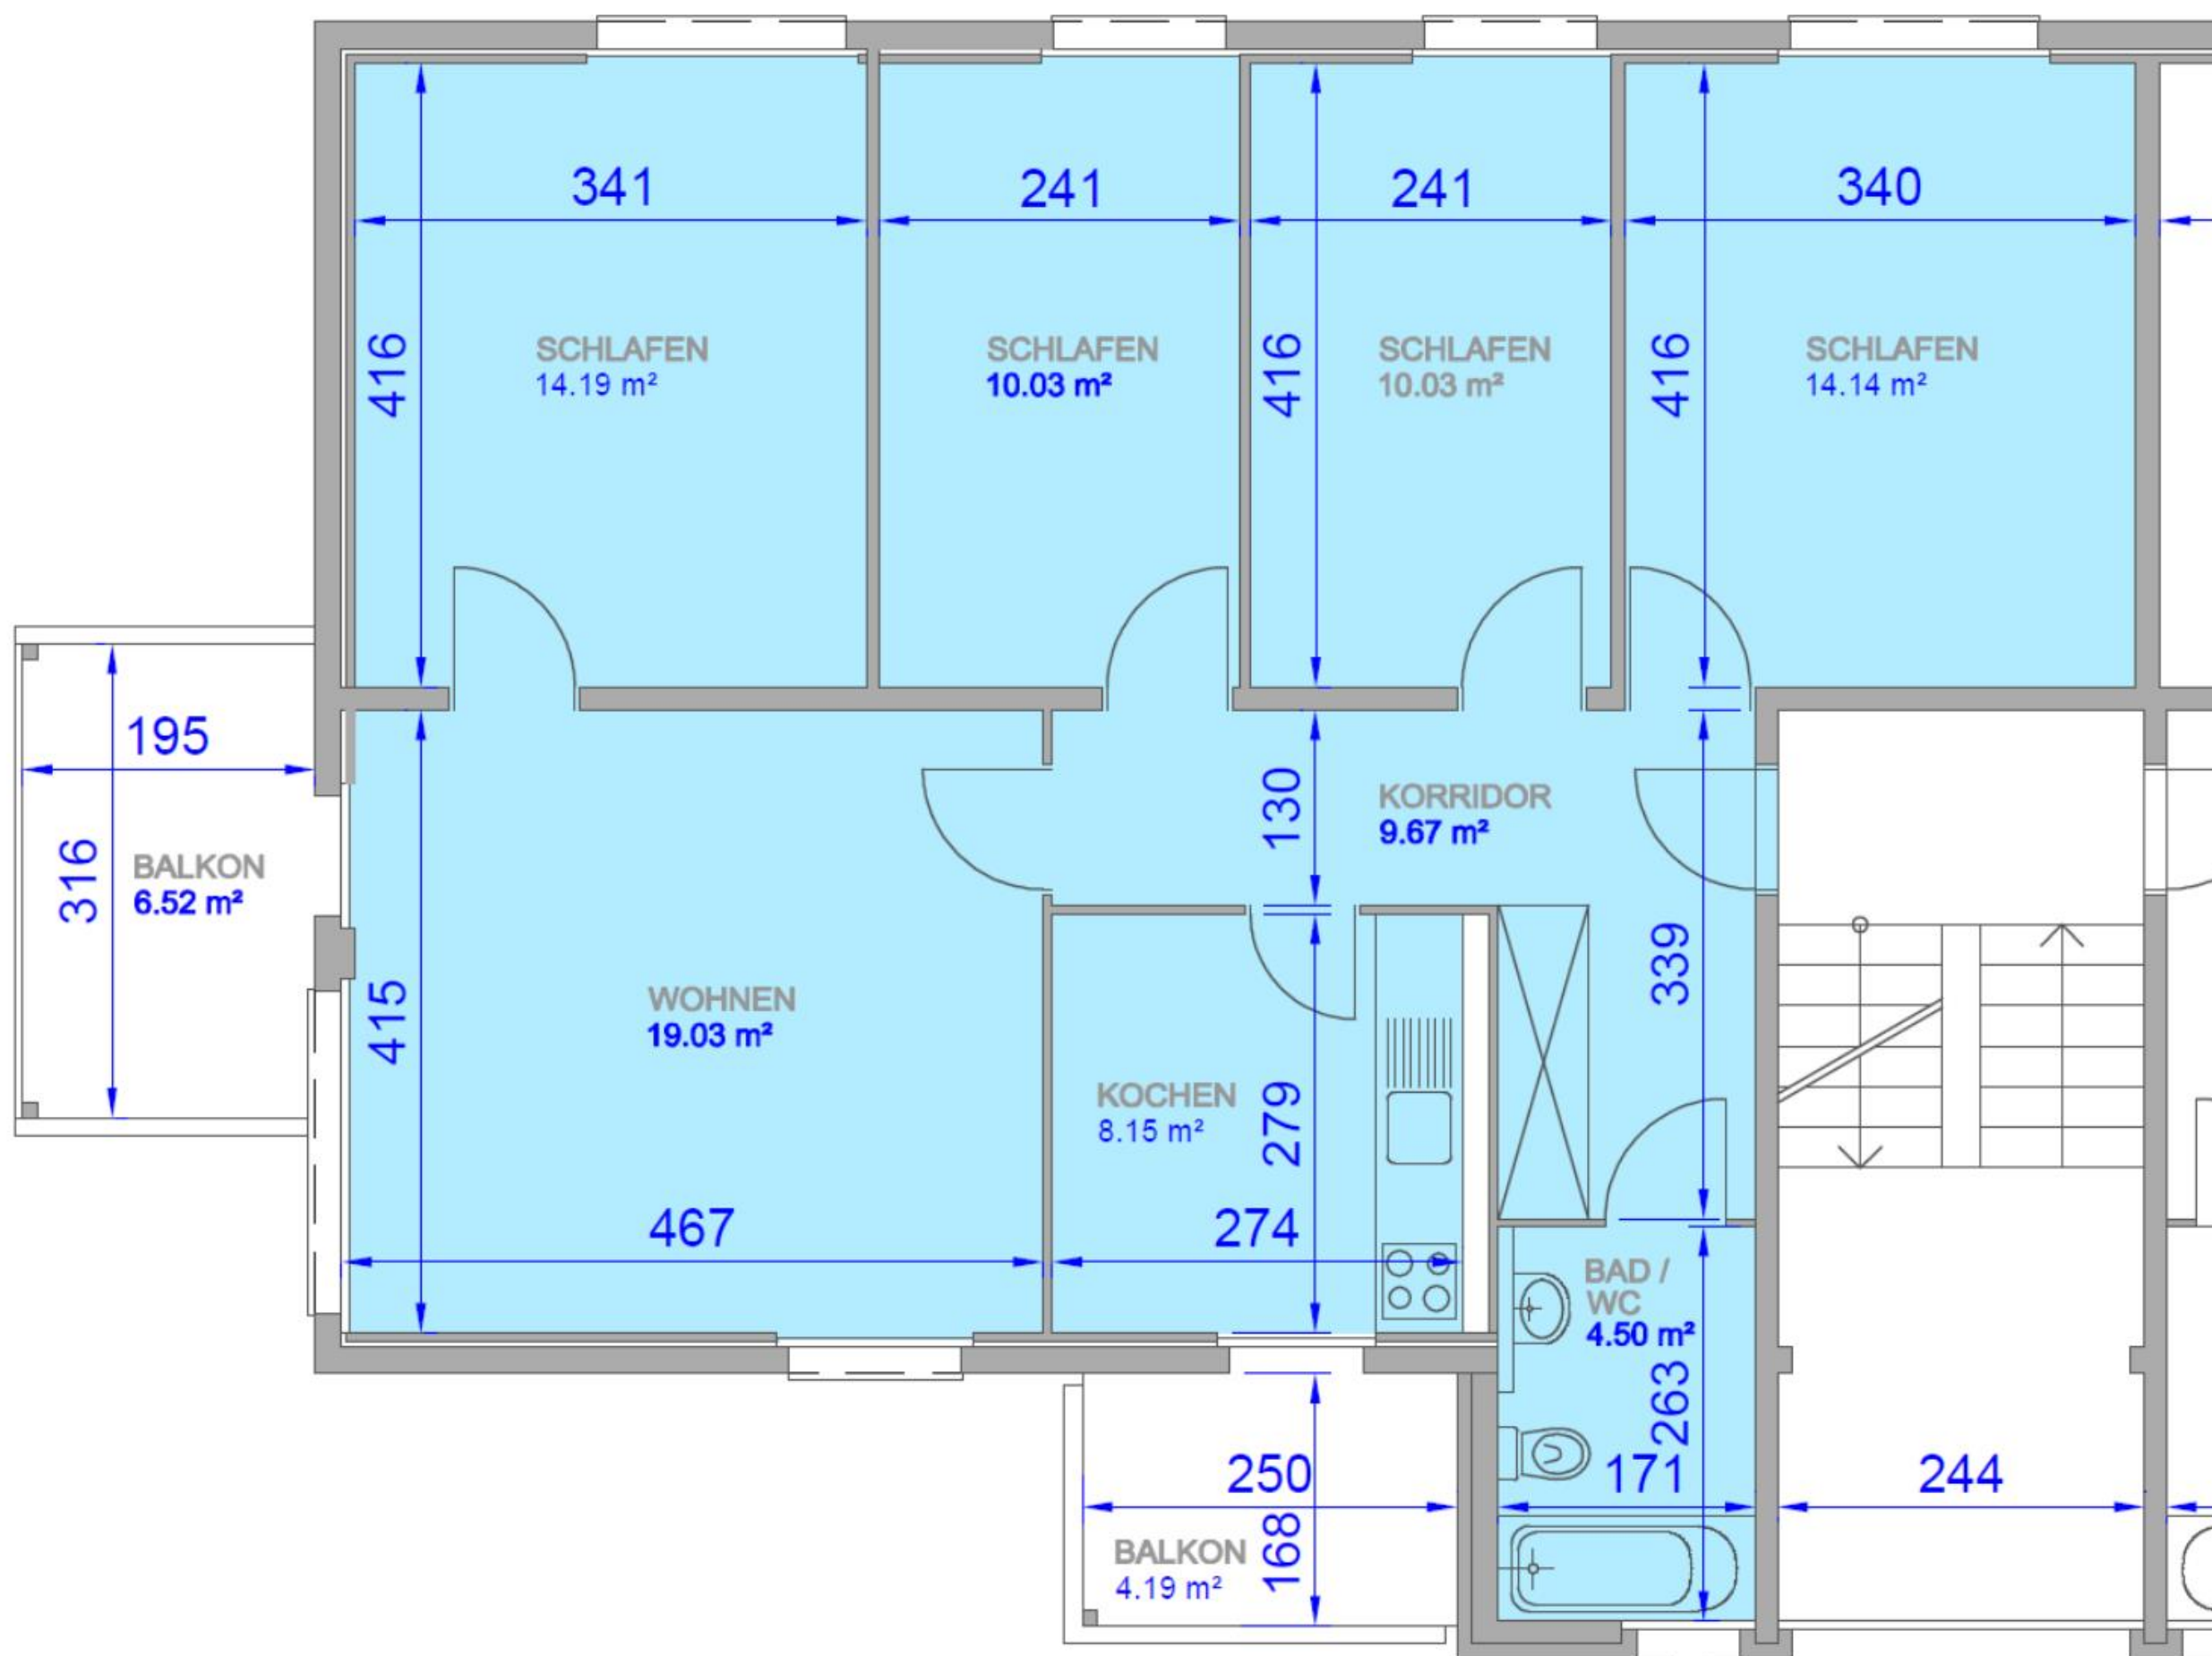 341
241
241
340
416
SCHLAFEN
14.19 m²
SCHLAFEN
10.03 m²
416
SCHLAFEN
10.03 m²
416
SCHLAFEN
14.14 m²
195
316
BALKON
6.52 m²
130
KORRIDOR
9.67 m²
415
WOHNEN
19.03 m²
339
KOCHEN
8.15 m²
279
467
274
BAD /
WC
4.50 m²
263
250
168
171
244
BALKON
4.19 m²